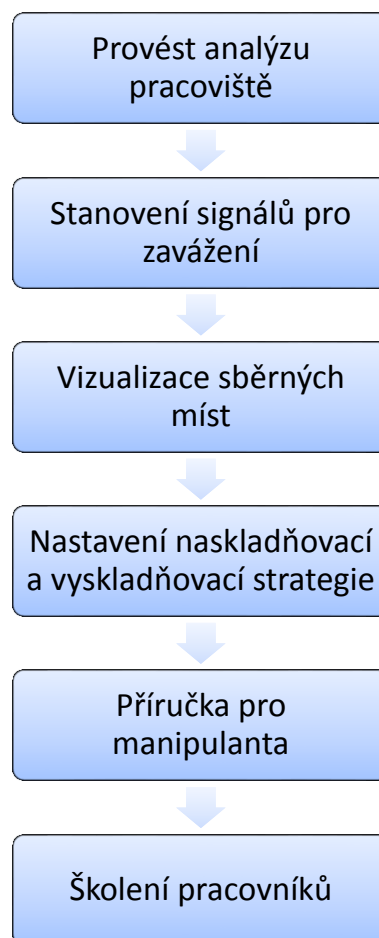 Provést analýzu
pracoviště
Stanovení signálů pro
zavážení
Vizualizace sběrných
míst
Nastavení naskladňovací
a vyskladňovací strategie
Příručka pro
manipulanta
Školení pracovníků